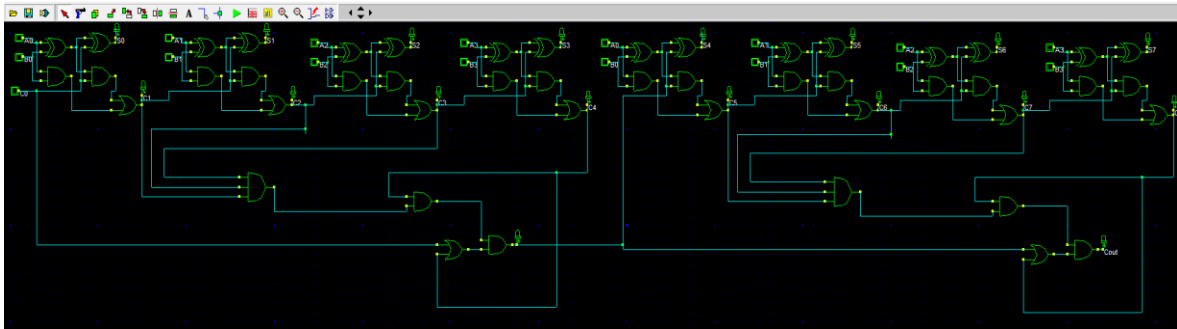 A
A0 S0 A1 S1 A2 S2 A3 S3 A0 S4 A1 S5 A2 S6 A3 S7
B0 B1 B2 B3 B0 B1 B2 B3
C0 C1 C2 C3 C4 C5 C6 C7
Cout